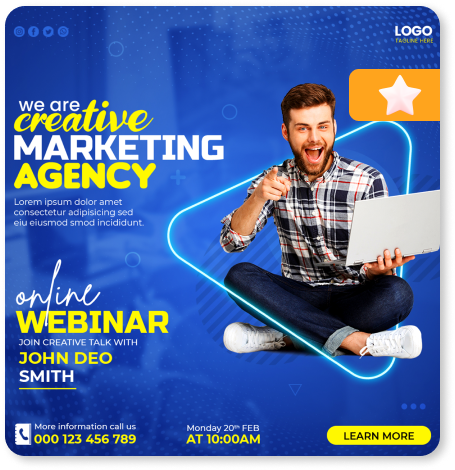 LOGO
TAGLINE HERE
we are
creative
MARKETING
AGENCY
Lorem ipsum dolor amet
consectetur adipisicing sed
eiu eiusmod smod incididunt.
online
WEBINAR
JOIN CREATIVE TALK WITH
JOHN DEO
SMITH
More information call us
000 123 456 789
Monday 20th FEB
AT 10:00AM
LEARN MORE